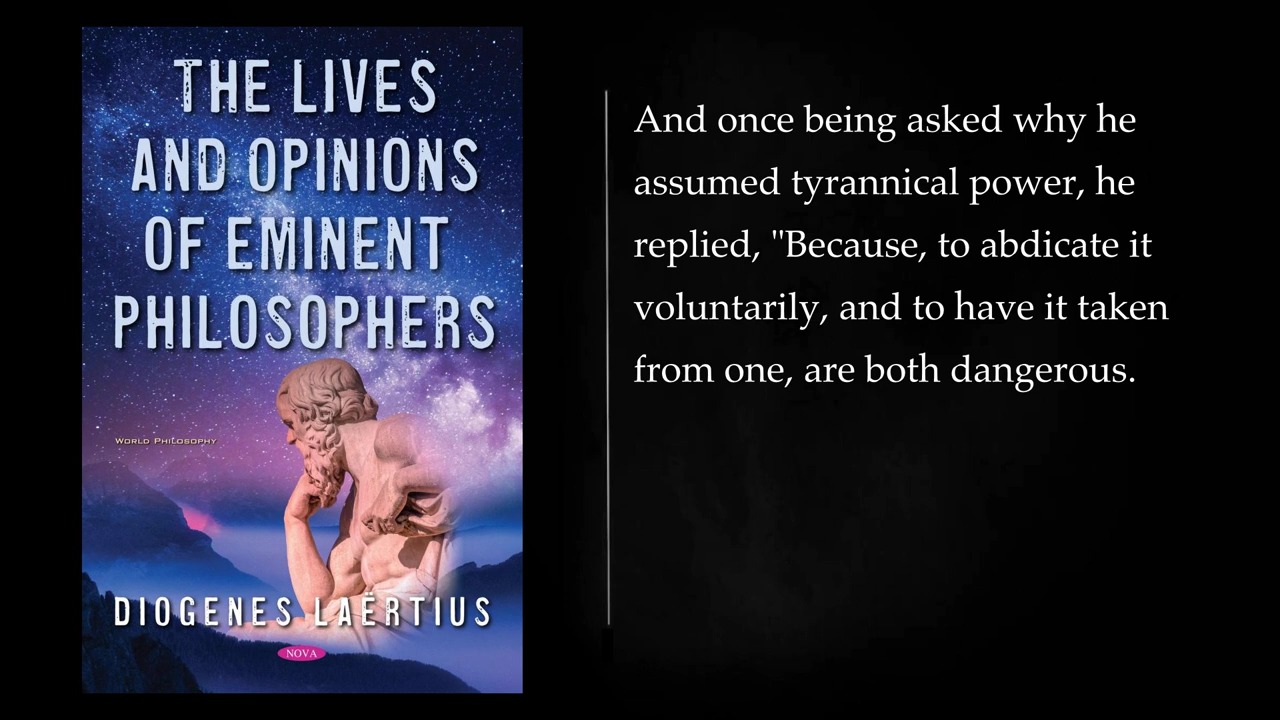 THE LIVES
AND OPINIONS
OF EMINENT
PHILOSOPHERS
WORLD PHILOSOPHY
DIOGENES LAËRTIUS
NOVA
And once being asked why he
assumed tyrannical power, he
replied, "Because, to abdicate it
voluntarily, and to have it taken
from one, are both dangerous.